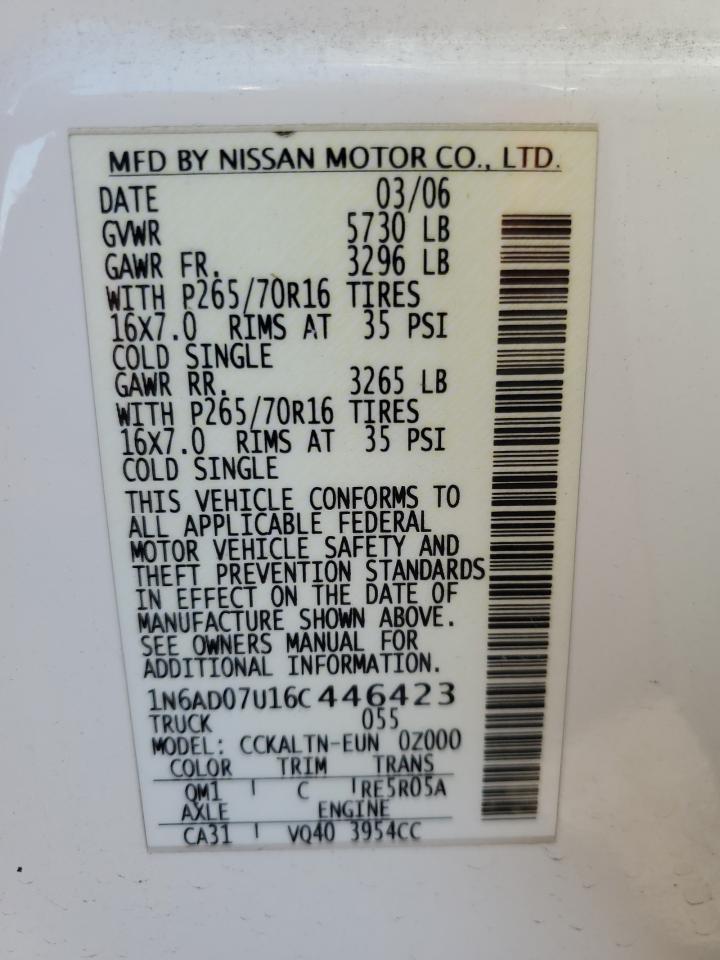 MFD BY NISSAN MOTOR CO., LTD.
DATE 03/06
GVWR 5730 LB
GAWR FR. 3296 LB
WITH P265/70R16 TIRES
16X7.0 RIMS AT 35 PSI
COLD SINGLE
GAWR RR. 3265 LB
WITH P265/70R16 TIRES
16X7.0 RIMS AT 35 PSI
COLD SINGLE
THIS VEHICLE CONFORMS TO
ALL APPLICABLE FEDERAL
MOTOR VEHICLE SAFETY AND
THEFT PREVENTION STANDARDS
IN EFFECT ON THE DATE OF
MANUFACTURE SHOWN ABOVE.
SEE OWNERS MANUAL FOR
ADDITIONAL INFORMATION.
1N6AD07U16C446423
TRUCK 055
MODEL: CCKALTN-EUN 0Z000
COLOR TRIM TRANS
QM1 C RE5R05A
AXLE ENGINE
CA31 VQ40 3954CC